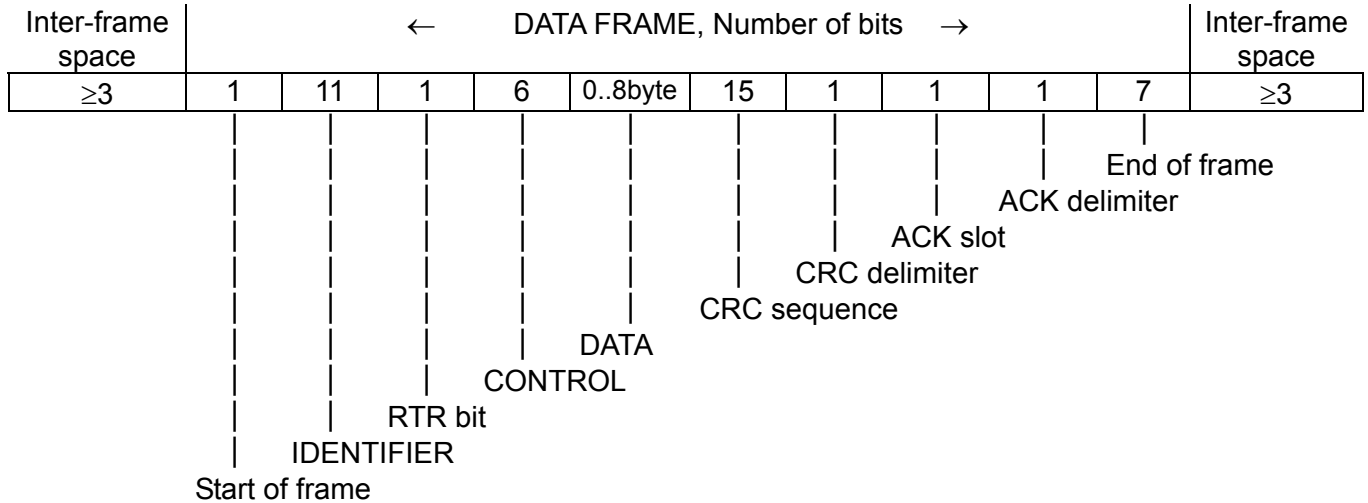 Inter-frame space ← DATA FRAME, Number of bits → Inter-frame space
≥3 1 11 1 6 0..8byte 15 1 1 1 7 ≥3
End of frame
ACK delimiter
ACK slot
CRC delimiter
CRC sequence
DATA
CONTROL
RTR bit
IDENTIFIER
Start of frame